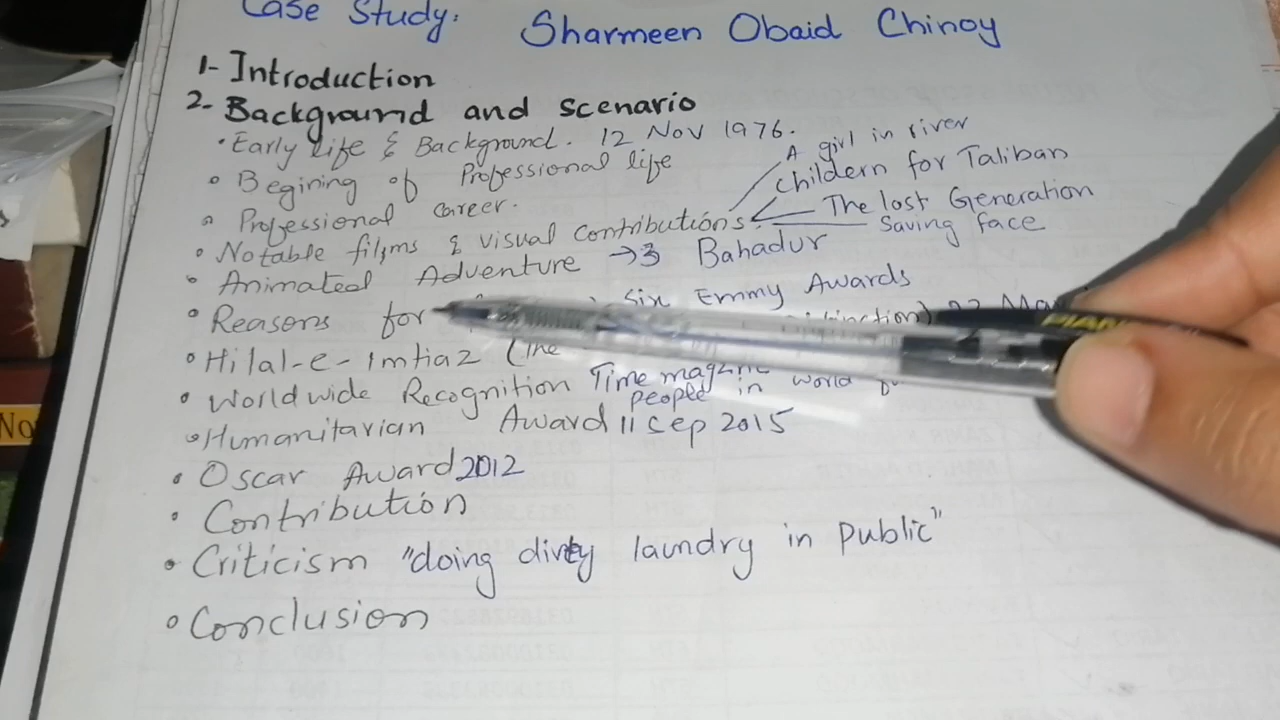 Case Study: Sharmeen Obaid Chinoy
1- Introduction
2- Background and scenario
• Early life & Background. 12 Nov 1976.
• Begining of Professional life
• Professional career.
• Notable films & visual contributions.
A girl in river
childern for Taliban
The lost Generation
Saving face
• Animated Adventure → 3 Bahadur
• Reasons for Six Emmy Awards
• Hilal-e-Imtiaz (The
• Worldwide Recognition Time magzine
people in world
• Humanitarian Award 11 Sep 2015
• Oscar Award 2012
• Contribution
• Criticism "doing dirty laundry in public"
• Conclusion